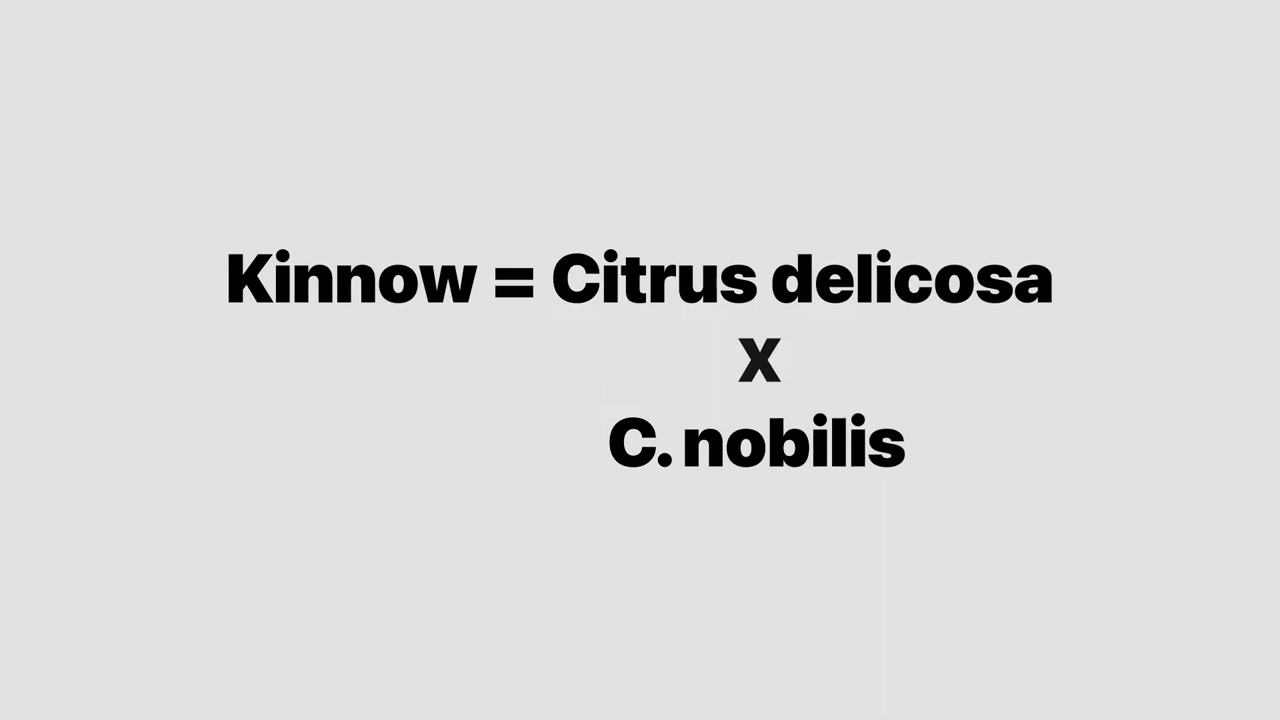 Kinnow = Citrus delicosa
X
C. nobilis